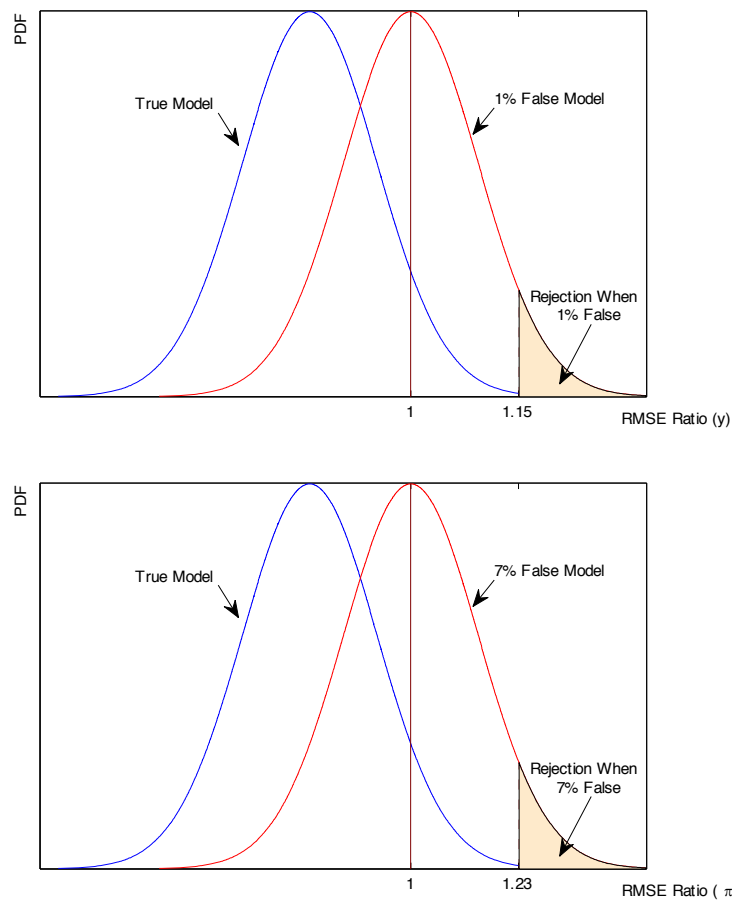 PDF
True Model
1% False Model
Rejection When
1% False
1
1.15
RMSE Ratio (y)
PDF
True Model
7% False Model
Rejection When
7% False
1
1.23
RMSE Ratio ( π